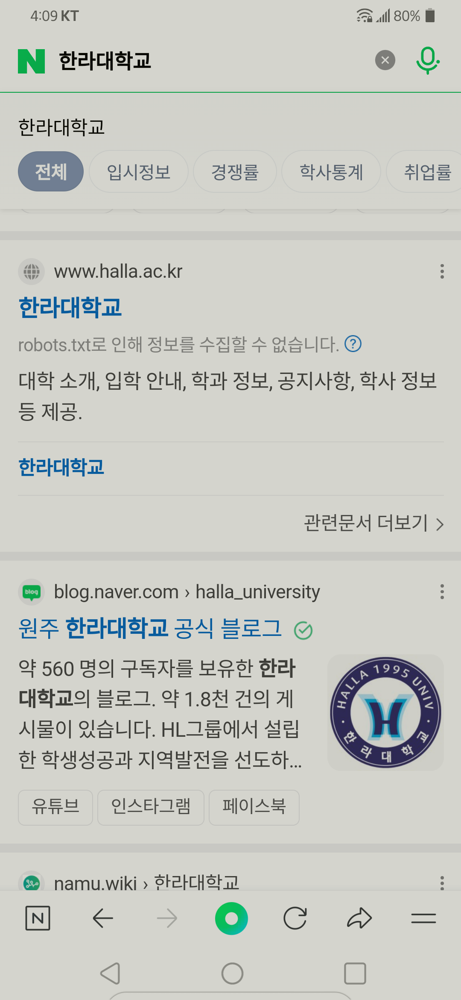 4:09 KT 80%
N 한라대학교
한라대학교
전체 입시정보 경쟁률 학사통계 취업률
www.halla.ac.kr
한라대학교
robots.txt로 인해 정보를 수집할 수 없습니다. ?
대학 소개, 입학 안내, 학과 정보, 공지사항, 학사 정보
등 제공.
한라대학교
관련문서 더보기 >
blog blog.naver.com › halla_university
원주 한라대학교 공식 블로그
약 560 명의 구독자를 보유한 한라
대학교의 블로그. 약 1.8천 건의 게
시물이 있습니다. HL그룹에서 설립
한 학생성공과 지역발전을 선도하...
HALLA 1995 UNIV
한라대학교
유튜브 인스타그램 페이스북
namu.wiki › 한라대학교
N